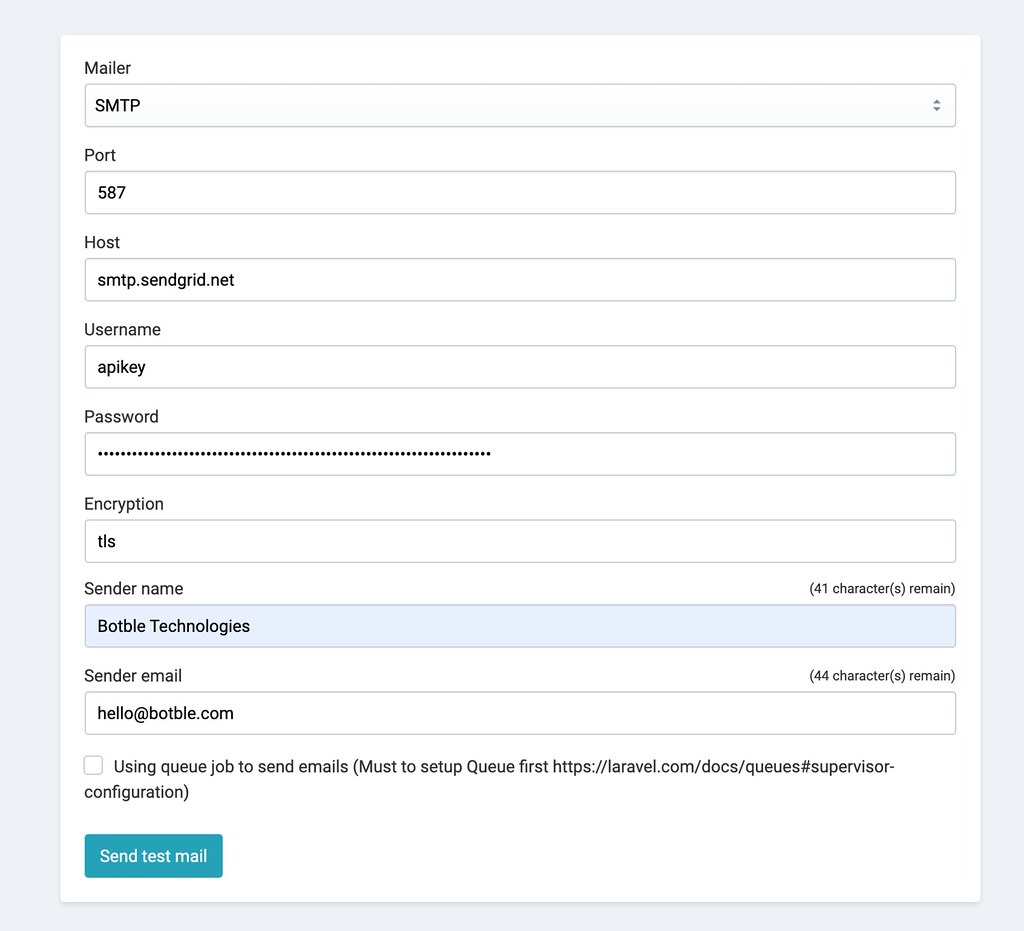 Mailer
SMTP
Port
587
Host
smtp.sendgrid.net
Username
apikey
Password
Encryption
tls
Sender name (41 character(s) remain)
Botble Technologies
Sender email (44 character(s) remain)
hello@botble.com
Using queue job to send emails (Must to setup Queue first https://laravel.com/docs/queues#supervisor-
configuration)
Send test mail